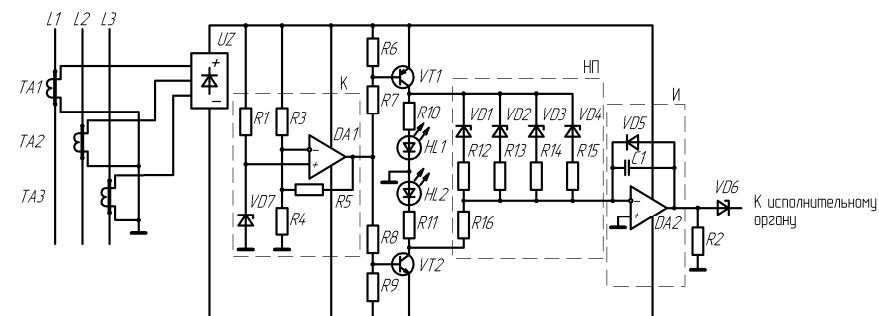 L1 L2 L3
UZ
+
−
TA1
TA2
TA3
К
R1
R3
DA1
−
+
R5
VD7
R4
R6
R7
R8
R9
VT1
R10
HL1
HL2
R11
VT2
НП
VD1 VD2 VD3 VD4
R12 R13 R14 R15
R16
И
VD5
C1
−
+
DA2
VD6
R2
К исполнительному
органу